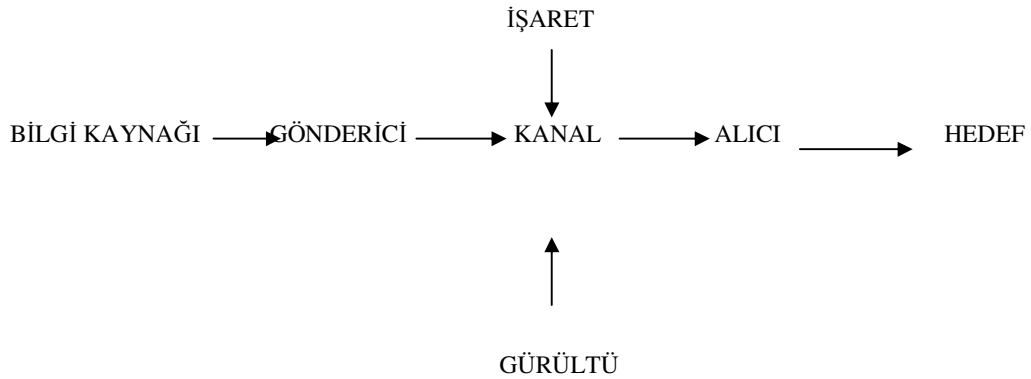 İŞARET
BİLGİ KAYNAĞI GÖNDERİCİ KANAL ALICI HEDEF
GÜRÜLTÜ